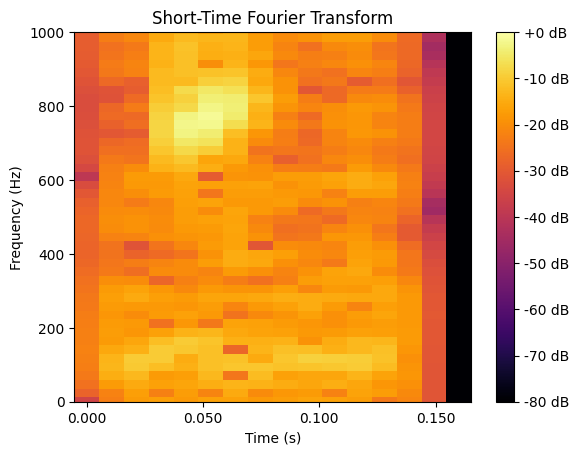 Short-Time Fourier Transform
1000
800
600
400
200
0
Frequency (Hz)
0.000
0.050
0.100
0.150
Time (s)
+0 dB
-10 dB
-20 dB
-30 dB
-40 dB
-50 dB
-60 dB
-70 dB
-80 dB